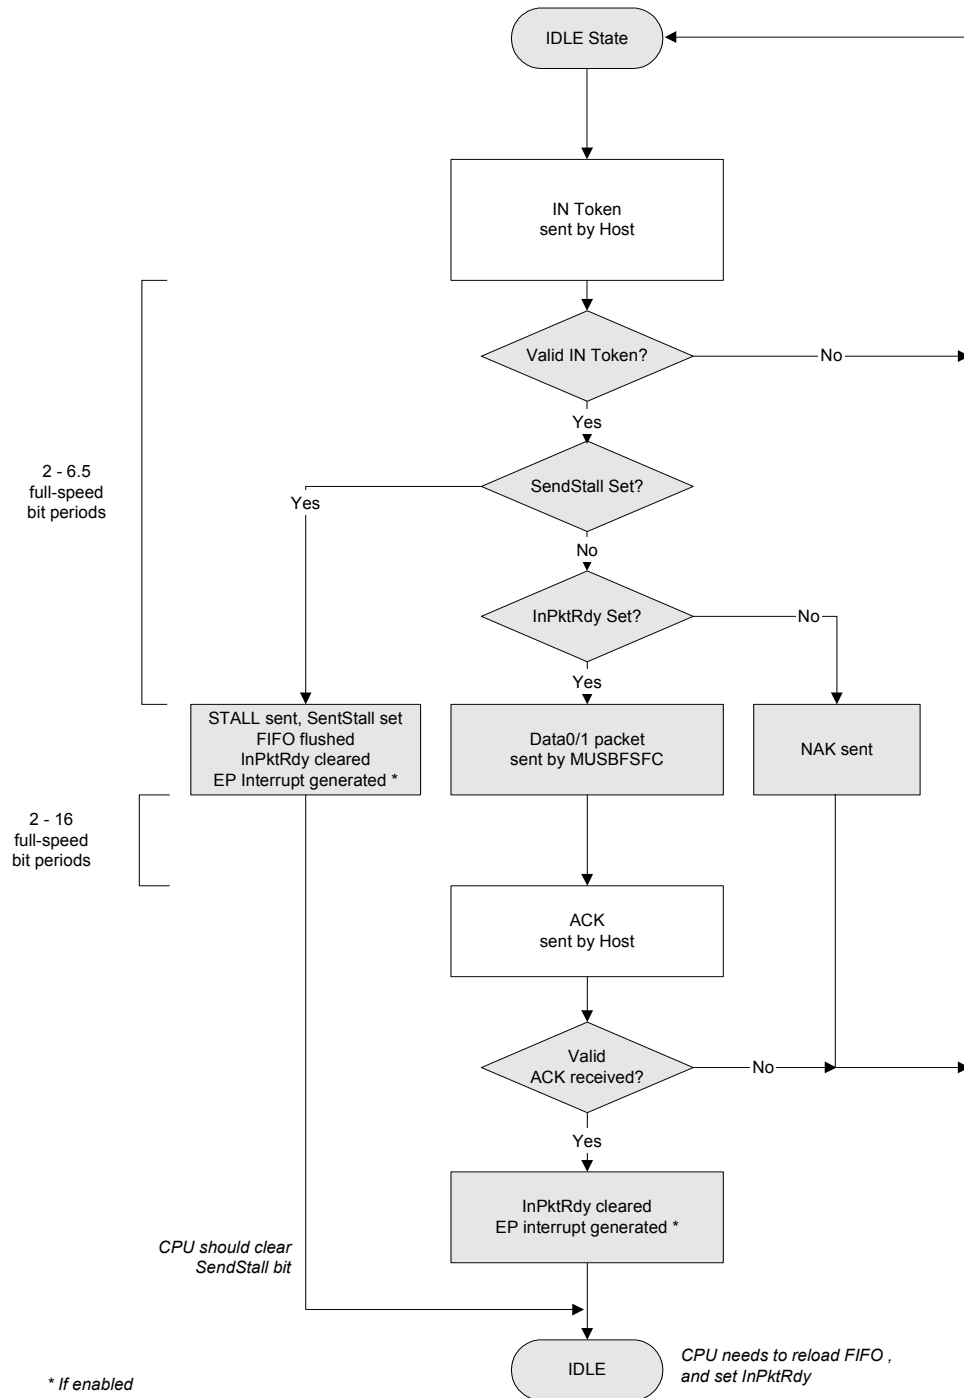 IDLE State
IN Token
sent by Host
Valid IN Token?
No
Yes
2 - 6.5
full-speed
bit periods
SendStall Set?
Yes
No
InPktRdy Set?
No
Yes
STALL sent, SentStall set
FIFO flushed
InPktRdy cleared
EP Interrupt generated *
Data0/1 packet
sent by MUSBFSFC
NAK sent
2 - 16
full-speed
bit periods
ACK
sent by Host
Valid
ACK received?
No
Yes
InPktRdy cleared
EP interrupt generated *
CPU should clear
SendStall bit
IDLE
CPU needs to reload FIFO ,
and set InPktRdy
* If enabled